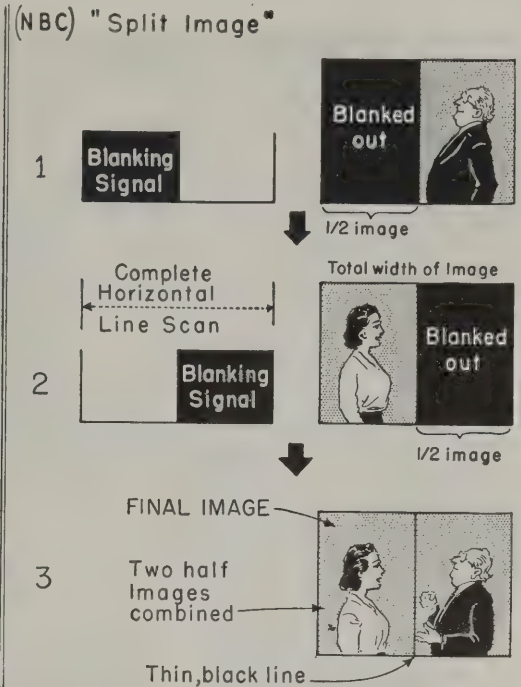 (NBC) "Split Image"
1
Blanking
Signal
Blanked
out
1/2 image
Complete
Horizontal
Line Scan
Total width of Image
2
Blanking
Signal
Blanked
out
1/2 image
3
FINAL IMAGE
Two half
Images
combined
Thin, black line